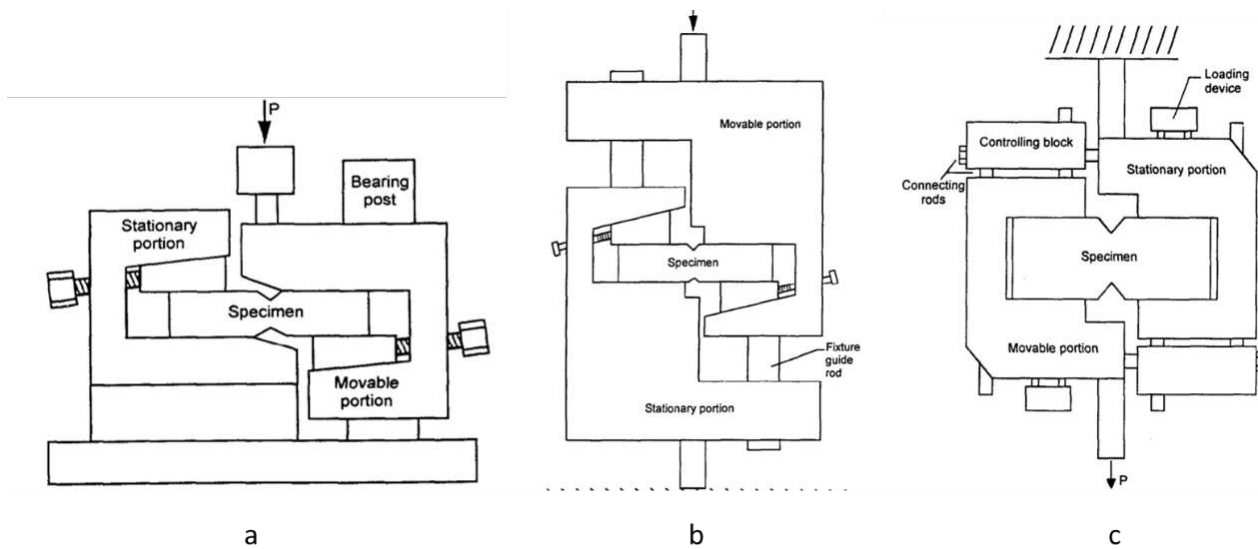 P
Bearing
post
Stationary
portion
Specimen
Movable
portion
a
Movable portion
Specimen
Fixture
guide
rod
Stationary portion
b
Loading
device
Controlling block
Stationary portion
Connecting
rods
Specimen
Movable portion
P
c